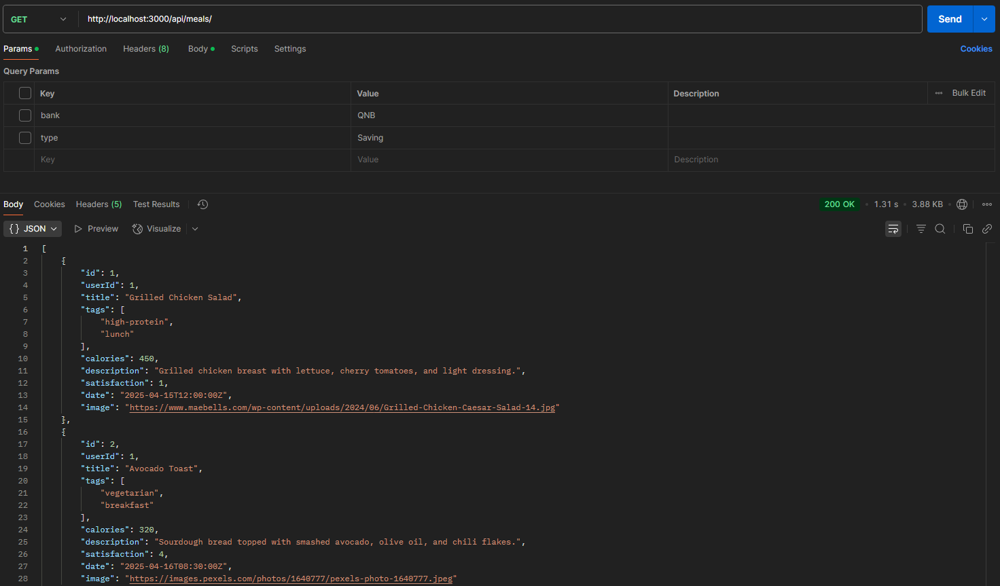 GET http://localhost:3000/api/meals/ Send
Params Authorization Headers (8) Body Scripts Settings Cookies
Query Params
Key Value Description Bulk Edit
bank QNB
type Saving
Key Value Description
Body Cookies Headers (5) Test Results 200 OK 1.31 s 3.88 KB
{} JSON Preview Visualize
1 [
2 {
3 "id": 1,
4 "userId": 1,
5 "title": "Grilled Chicken Salad",
6 "tags": [
7 "high-protein",
8 "lunch"
9 ],
10 "calories": 450,
11 "description": "Grilled chicken breast with lettuce, cherry tomatoes, and light dressing.",
12 "satisfaction": 1,
13 "date": "2025-04-15T12:00:00Z",
14 "image": "https://www.maebells.com/wp-content/uploads/2024/06/Grilled-Chicken-Caesar-Salad-14.jpg"
15 },
16 {
17 "id": 2,
18 "userId": 1,
19 "title": "Avocado Toast",
20 "tags": [
21 "vegetarian",
22 "breakfast"
23 ],
24 "calories": 320,
25 "description": "Sourdough bread topped with smashed avocado, olive oil, and chili flakes.",
26 "satisfaction": 4,
27 "date": "2025-04-16T08:30:00Z",
28 "image": "https://images.pexels.com/photos/1640777/pexels-photo-1640777.jpeg"